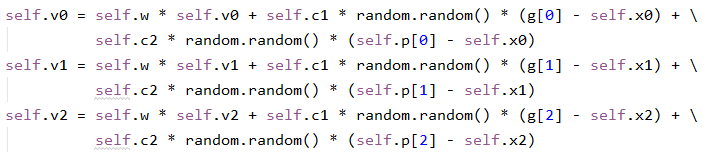 self.v0 = self.w * self.v0 + self.c1 * random.random() * (g[0] - self.x0) + \
self.c2 * random.random() * (self.p[0] - self.x0)
self.v1 = self.w * self.v1 + self.c1 * random.random() * (g[1] - self.x1) + \
self.c2 * random.random() * (self.p[1] - self.x1)
self.v2 = self.w * self.v2 + self.c1 * random.random() * (g[2] - self.x2) + \
self.c2 * random.random() * (self.p[2] - self.x2)